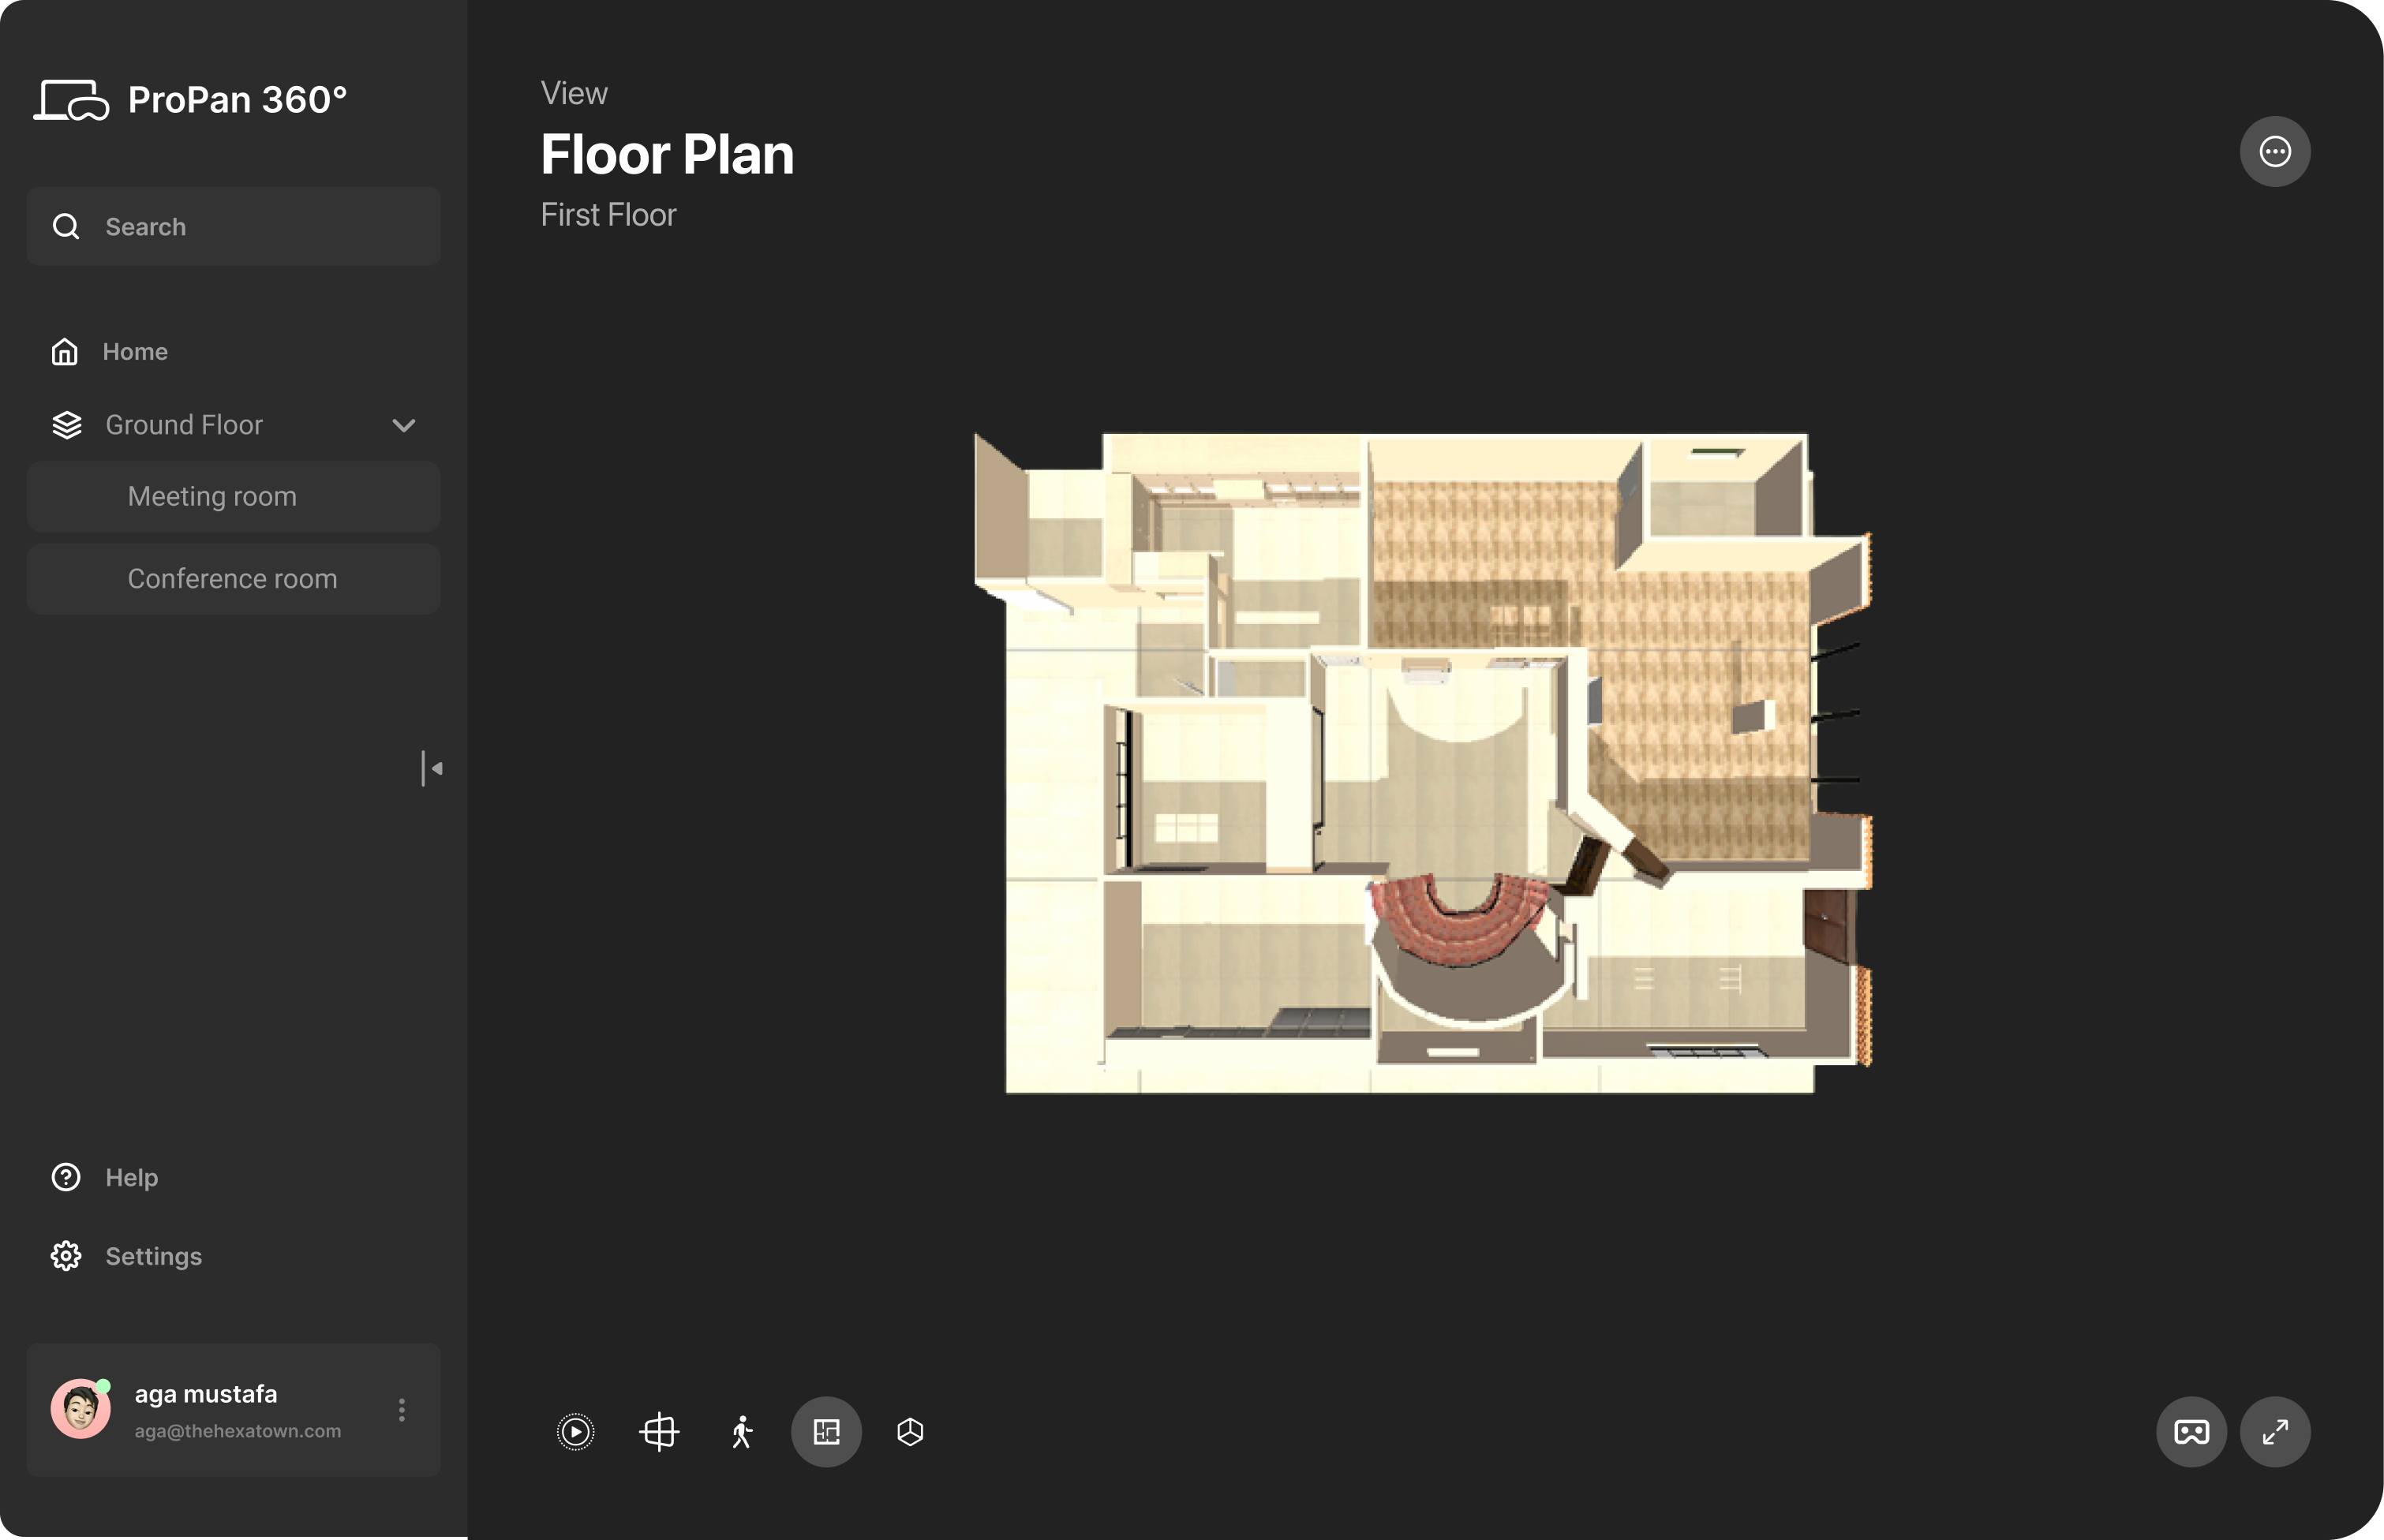 ProPan 360°
Search
Home
Ground Floor
Meeting room
Conference room
Help
Settings
aga mustafa
aga@thehexatown.com
View
Floor Plan
First Floor